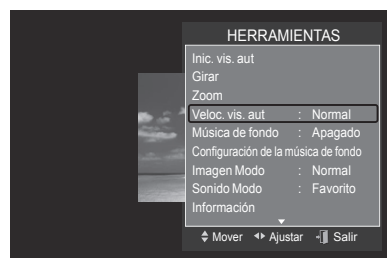 HERRAMIENTAS
Inic. vis. aut
Girar
Zoom
Veloc. vis. aut : Normal
Música de fondo : Apagado
Configuración de la música de fondo
Imagen Modo : Normal
Sonido Modo : Favorito
Información
Mover Ajustar Salir